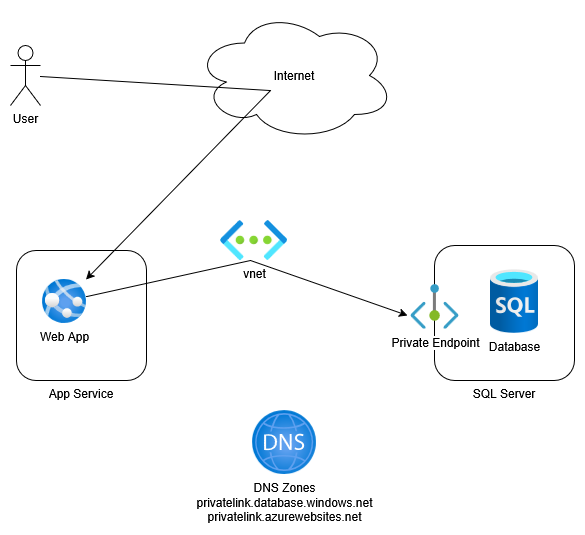 Internet
User
vnet
Web App
SQL
Private Endpoint
Database
App Service
SQL Server
DNS
DNS Zones
privatelink.database.windows.net
privatelink.azurewebsites.net